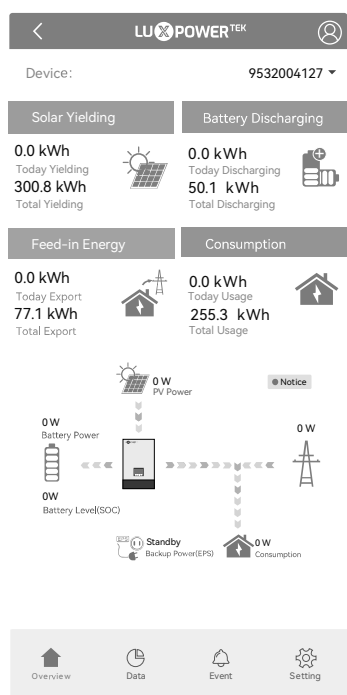 LUXPOWERTEK
Device: 9532004127
Solar Yielding
Battery Discharging
0.0 kWh
Today Yielding
300.8 kWh
Total Yielding
0.0 kWh
Today Discharging
50.1 kWh
Total Discharging
Feed-in Energy
Consumption
0.0 kWh
Today Export
77.1 kWh
Total Export
0.0 kWh
Today Usage
255.3 kWh
Total Usage
0 W
PV Power
Notice
0 W
Battery Power
0 W
0W
Battery Level(SOC)
EPS
Standby
Backup Power(EPS)
0 W
Consumption
Overview
Data
Event
Setting